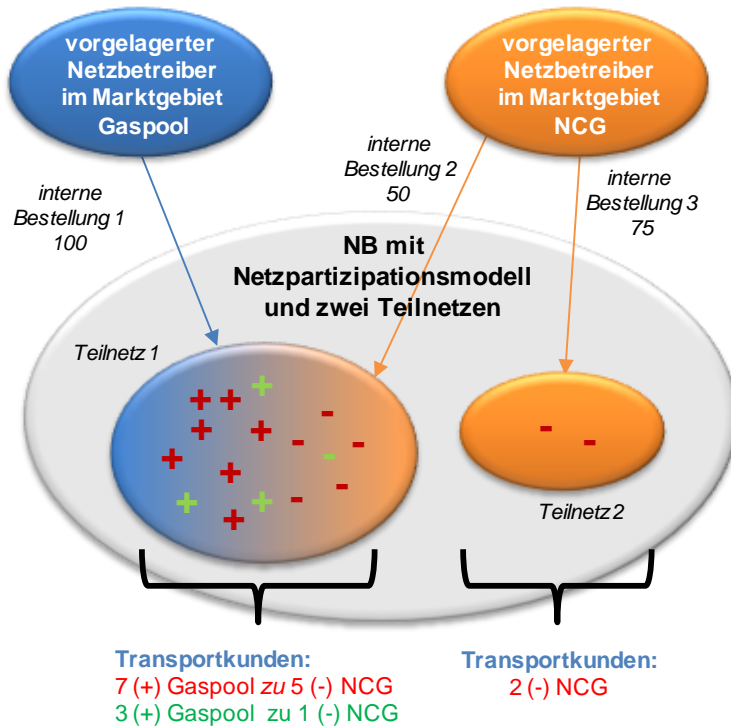 vorgelagerter
Netzbetreiber
im Marktgebiet
Gaspool
vorgelagerter
Netzbetreiber
im Marktgebiet
NCG
interne
Bestellung 1
100
interne
Bestellung 2
50
interne
Bestellung 3
75
NB mit
Netzpartizipationsmodell
und zwei Teilnetzen
Teilnetz 1
+ + +
+ + - -
+ - -
+ -
+ + + -
- -
Teilnetz 2
Transportkunden:
7 (+) Gaspool zu 5 (-) NCG
3 (+) Gaspool zu 1 (-) NCG
Transportkunden:
2 (-) NCG